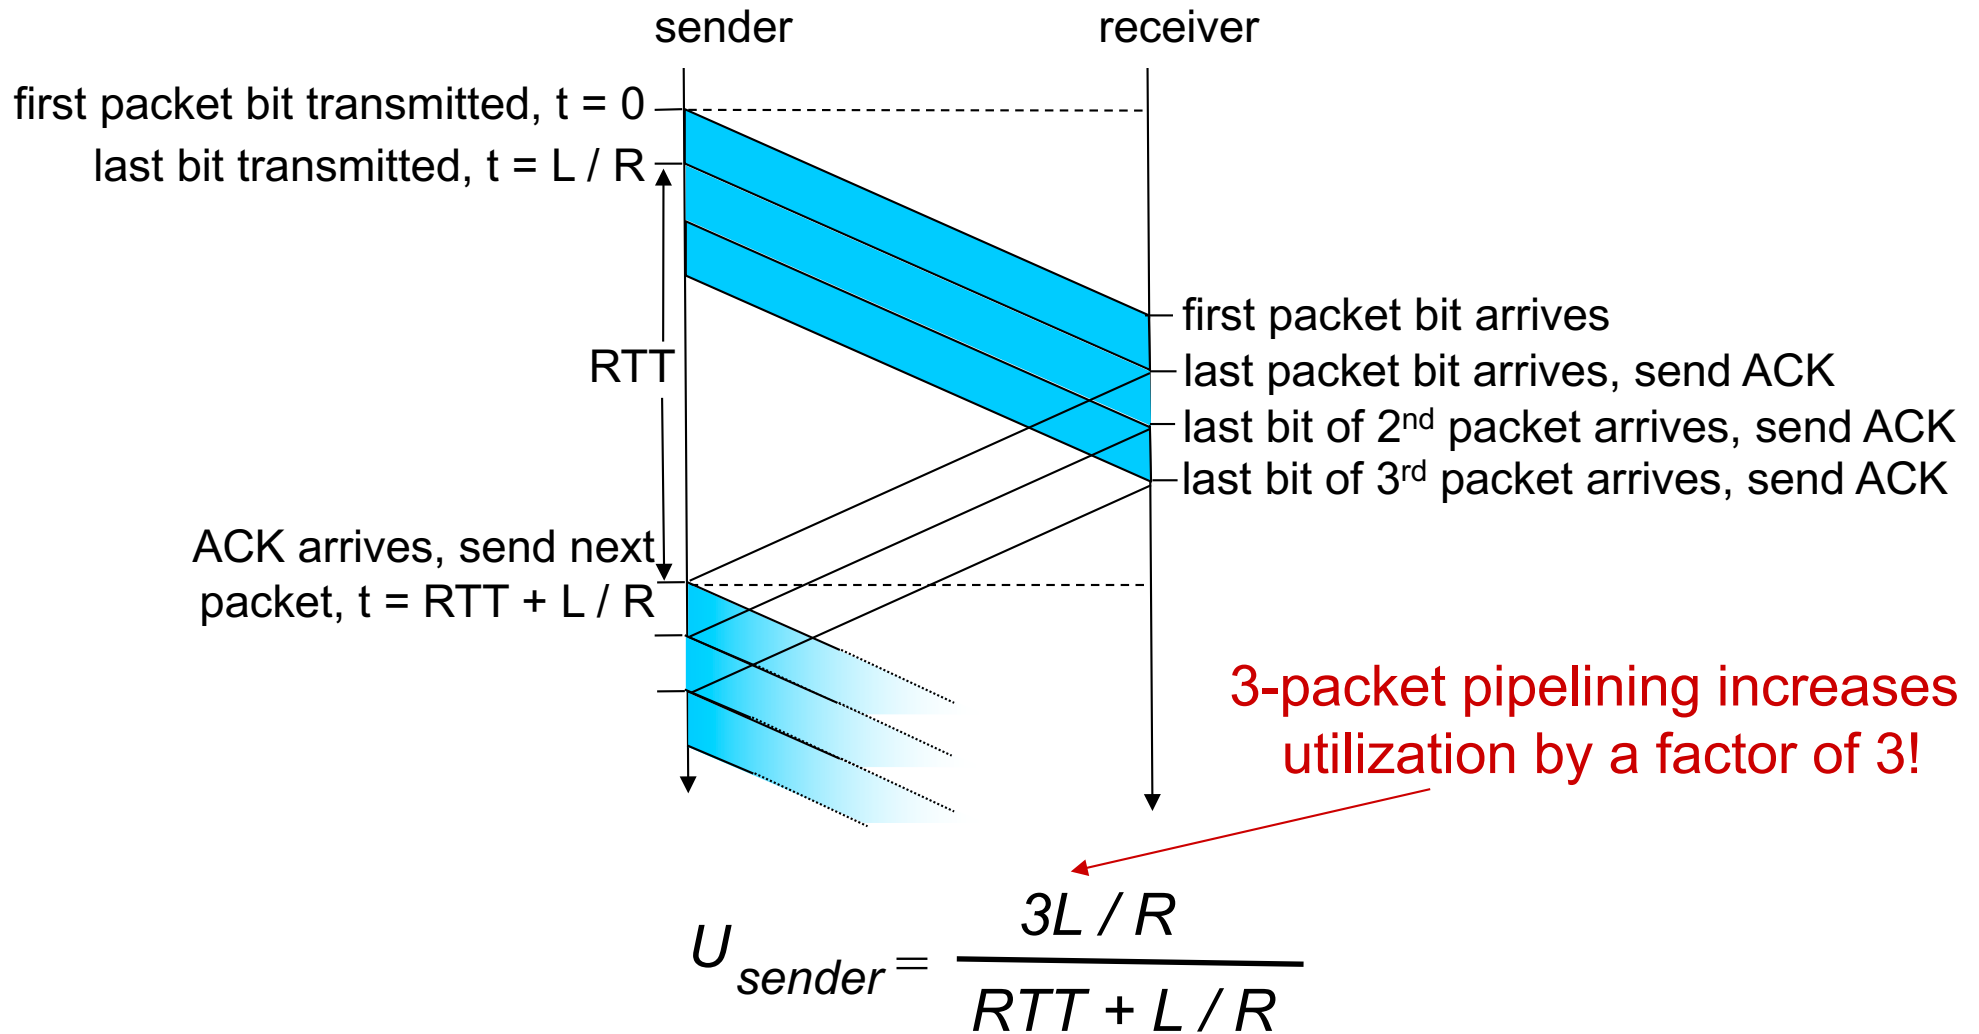 sender
receiver
first packet bit transmitted, t = 0
last bit transmitted, t = L / R
RTT
first packet bit arrives
last packet bit arrives, send ACK
last bit of 2nd packet arrives, send ACK
last bit of 3rd packet arrives, send ACK
ACK arrives, send next
packet, t = RTT + L / R
3-packet pipelining increases
utilization by a factor of 3!
U sender = 3L / R
RTT + L / R